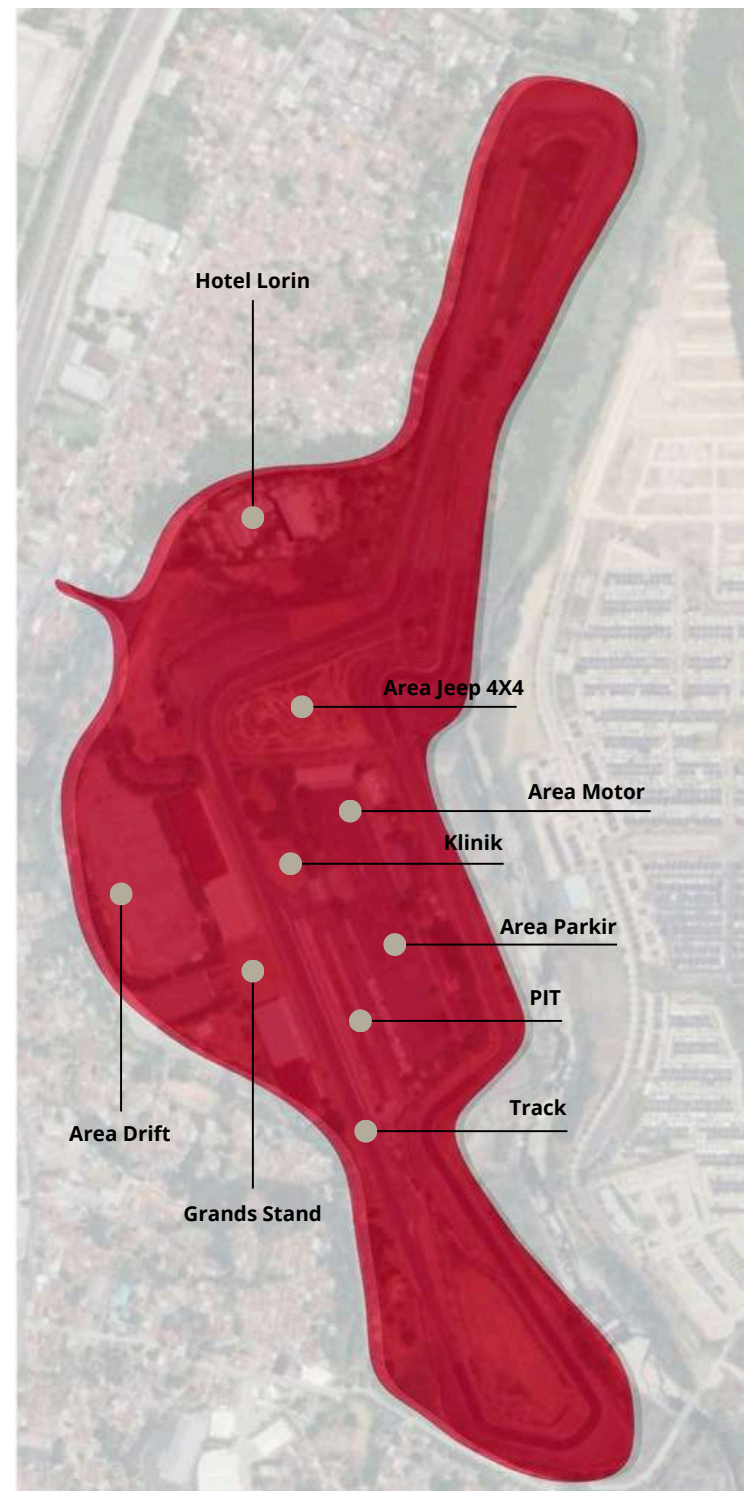 Hotel Lorin
Area Jeep 4X4
Area Motor
Klinik
Area Parkir
PIT
Track
Area Drift
Grands Stand